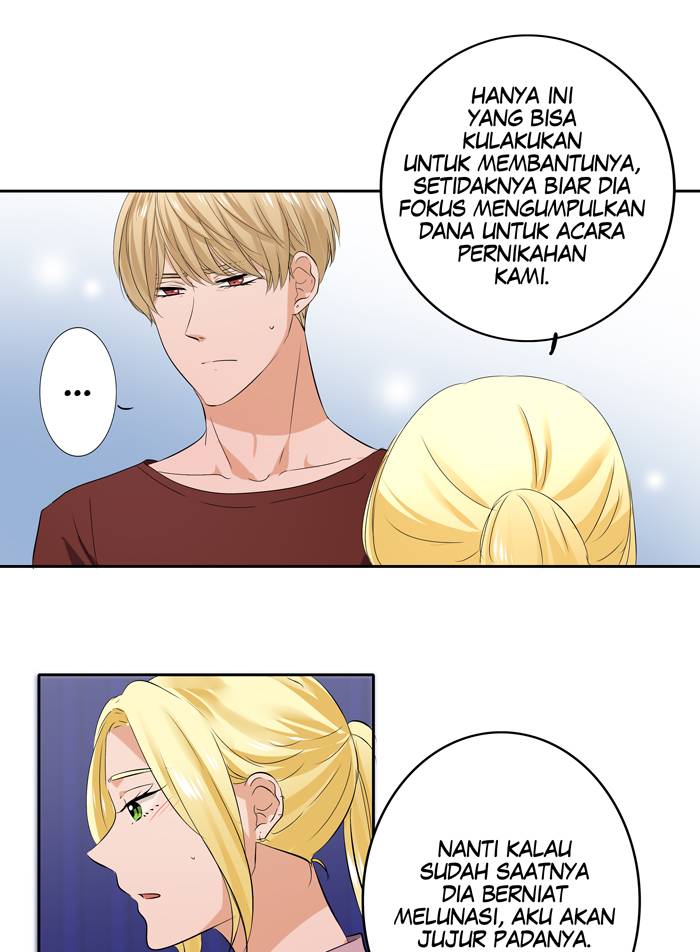 HANYA INI
YANG BISA
KULAKUKAN
UNTUK MEMBANTUNYA,
SETIDAKNYA BIAR DIA
FOKUS MENGUMPULKAN
DANA UNTUK ACARA
PERNIKAHAN
KAMI.
...
NANTI KALAU
SUDAH SAATNYA
DIA BERNIAT
MELUNASI, AKU AKAN
JUJUR PADANYA.